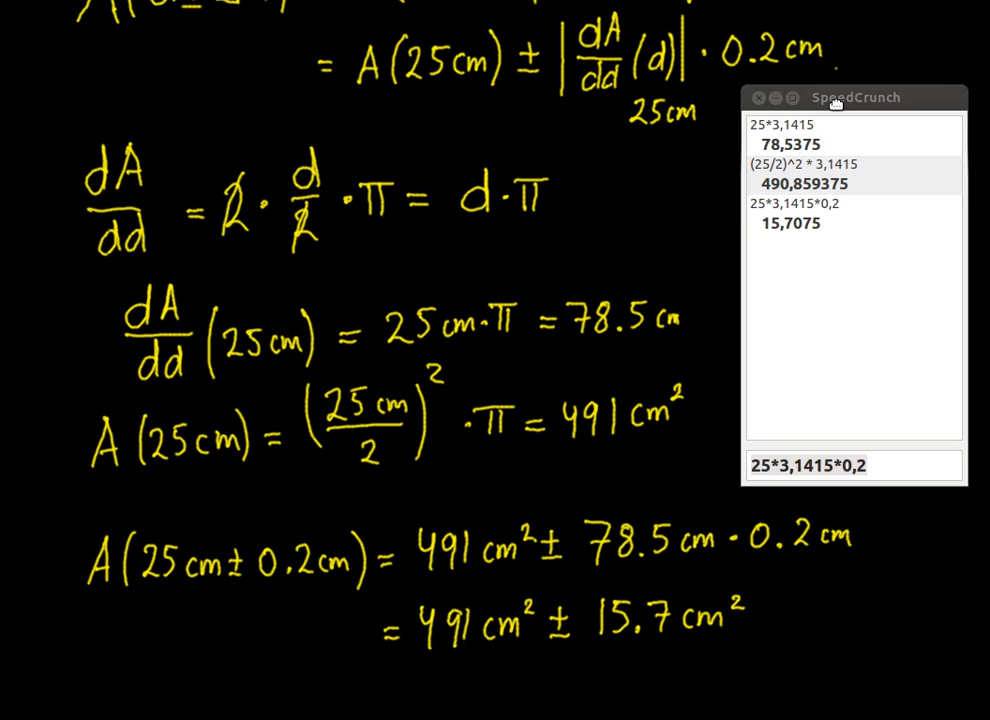 = A(25cm) ± |dA/dd (d)| · 0.2cm
25cm
dA/dd = 2 · d/2 · π = d · π
dA/dd (25cm) = 25cm · π = 78.5 cm
A(25cm) = (25cm/2)² · π = 491 cm²
A(25cm ± 0.2cm) = 491 cm² ± 78.5 cm · 0.2 cm
= 491 cm² ± 15.7 cm²
SpeedCrunch
25*3,1415
78,5375
(25/2)^2 * 3,1415
490,859375
25*3,1415*0,2
15,7075
25*3,1415*0,2